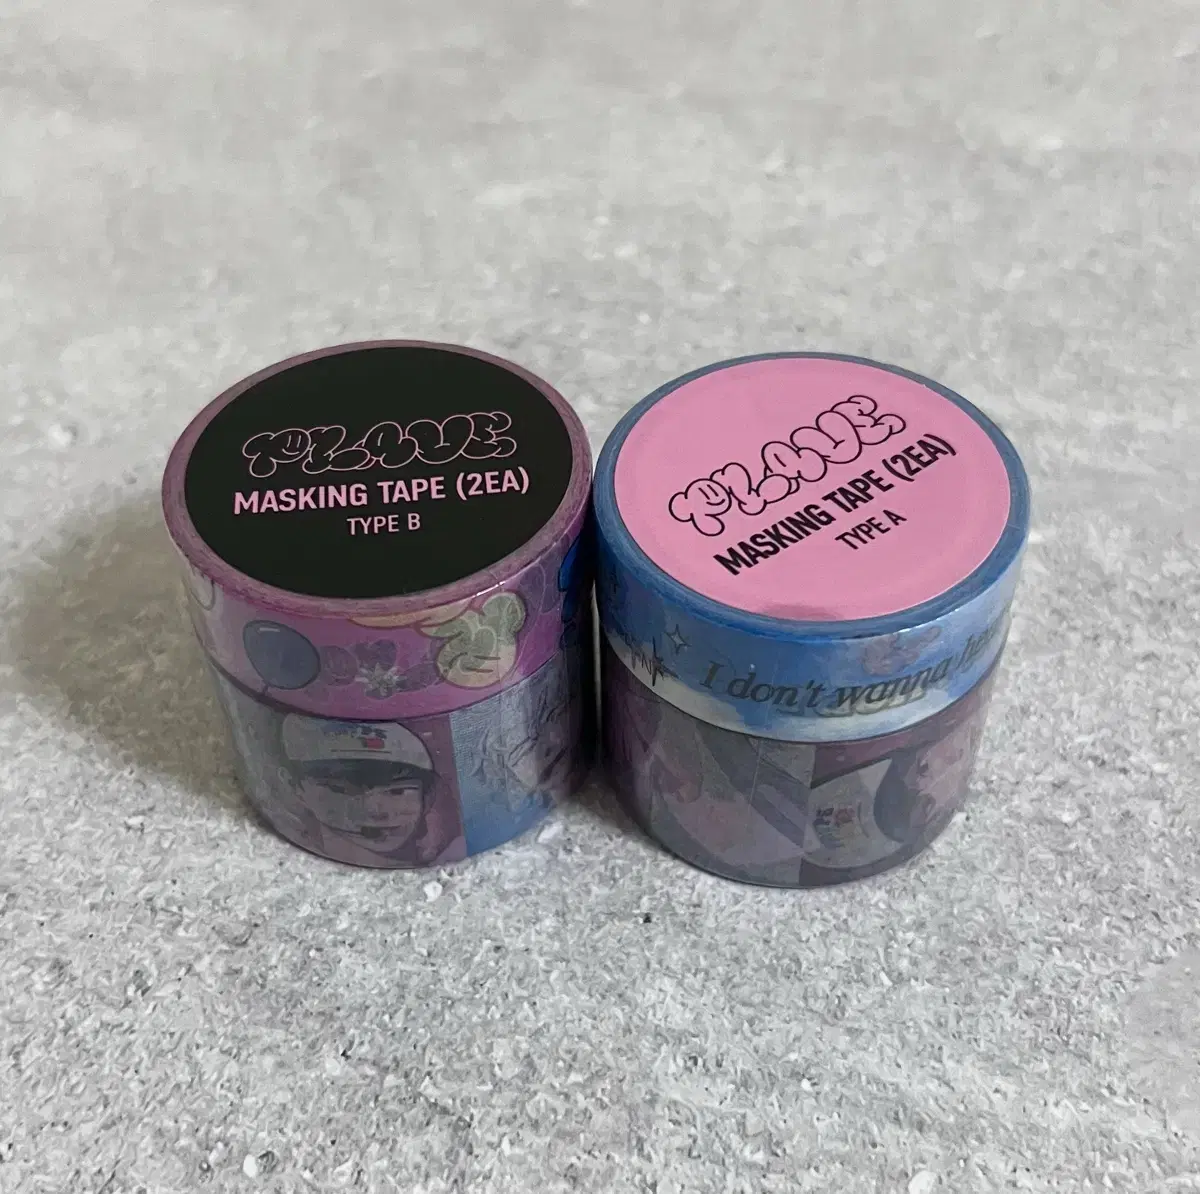 PLAVE
MASKING TAPE (2EA)
TYPE B
PLAVE
MASKING TAPE (2EA)
TYPE A
I don't wanna